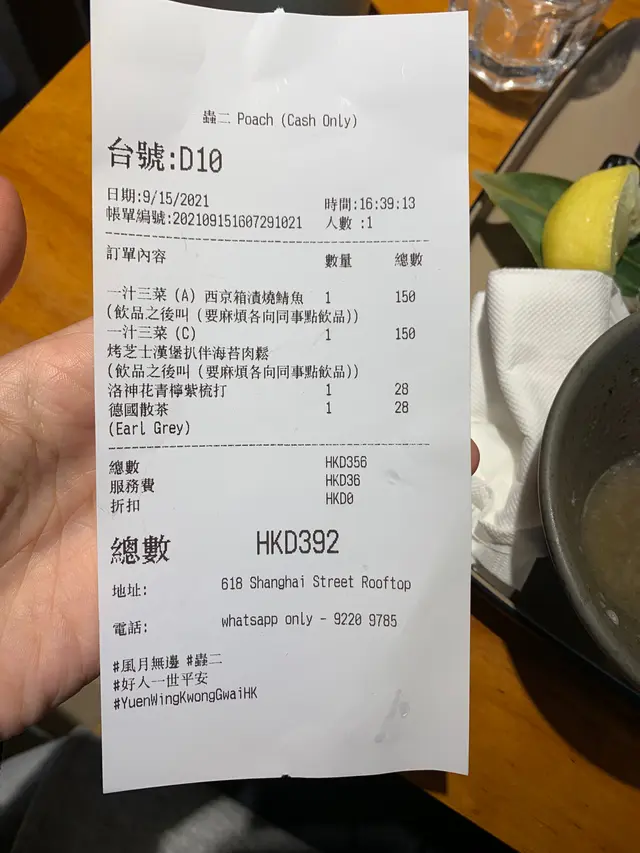 蟲二 Poach (Cash Only)
台號:D10
日期:9/15/2021 時間:16:39:13
帳單編號:202109151607291021 人數 :1
訂單內容 數量 總數
一汁三菜 (A) 西京箱漬燒鯖魚 1 150
(飲品之後叫 (要麻煩各向同事點飲品))
一汁三菜 (C) 1 150
烤芝士漢堡扒伴海苔肉鬆
(飲品之後叫 (要麻煩各向同事點飲品))
洛神花青檸紫梳打 1 28
德國散茶 1 28
(Earl Grey)
總數 HKD356
服務費 HKD36
折扣 HKD0
總數 HKD392
地址: 618 Shanghai Street Rooftop
電話: whatsapp only - 9220 9785
#風月無邊 #蟲二
#好人一世平安
#YuenWingKwongGwaiHK